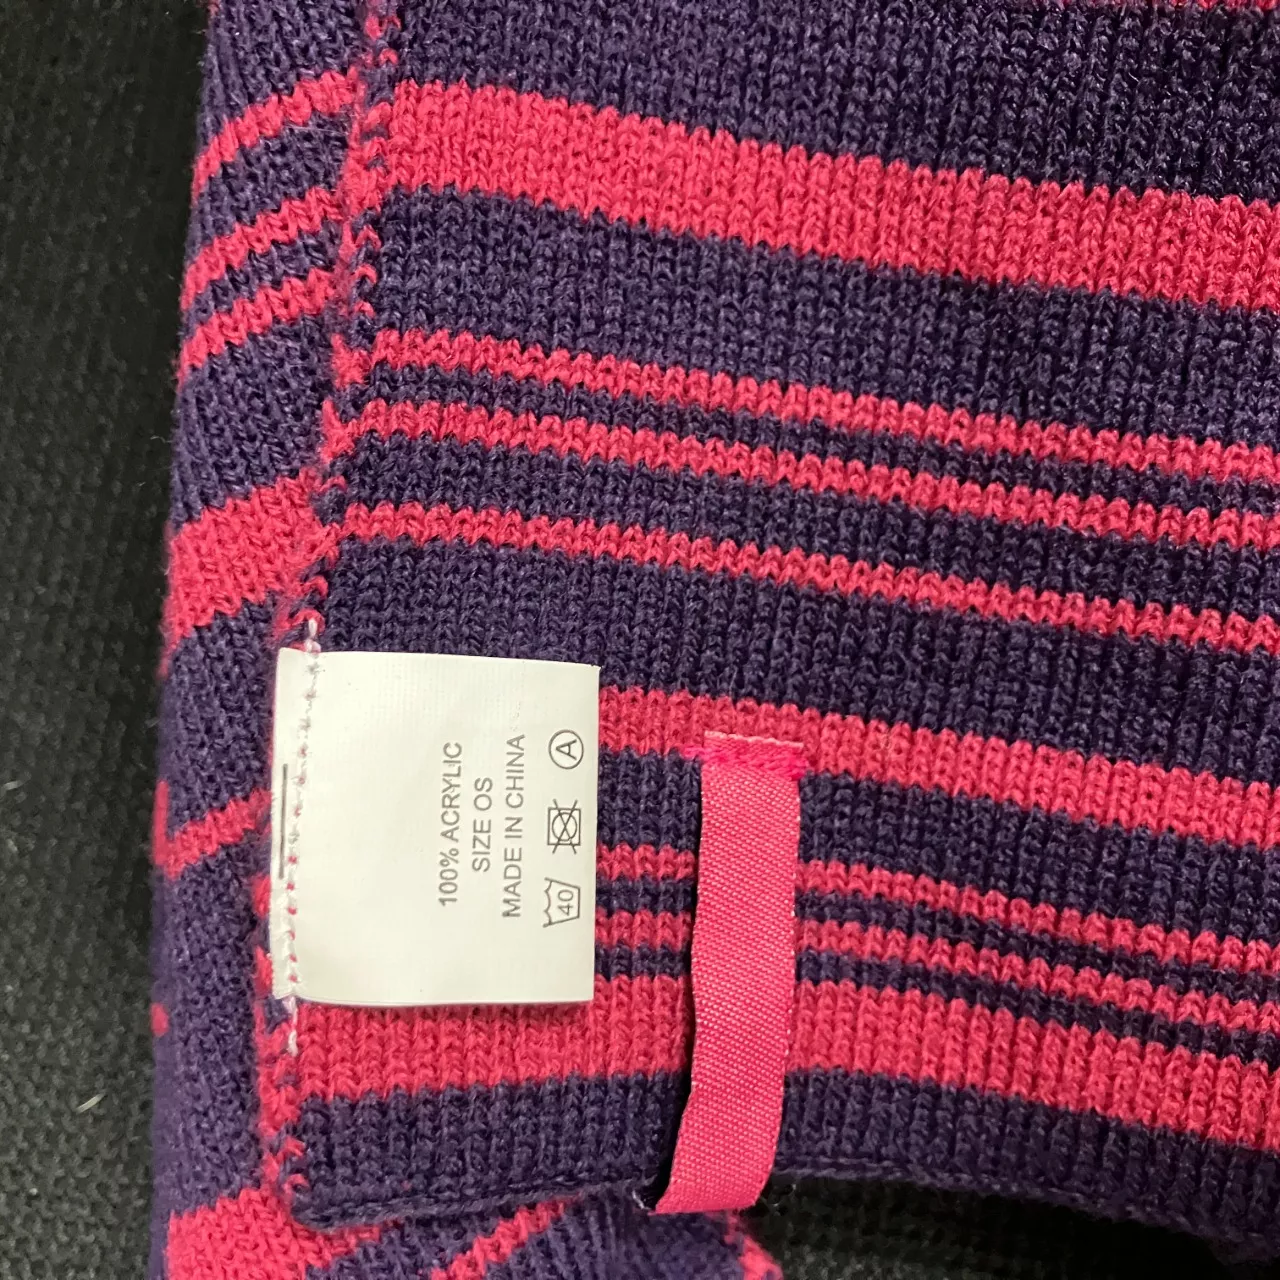 100% ACRYLIC
SIZE OS
MADE IN CHINA
40 A